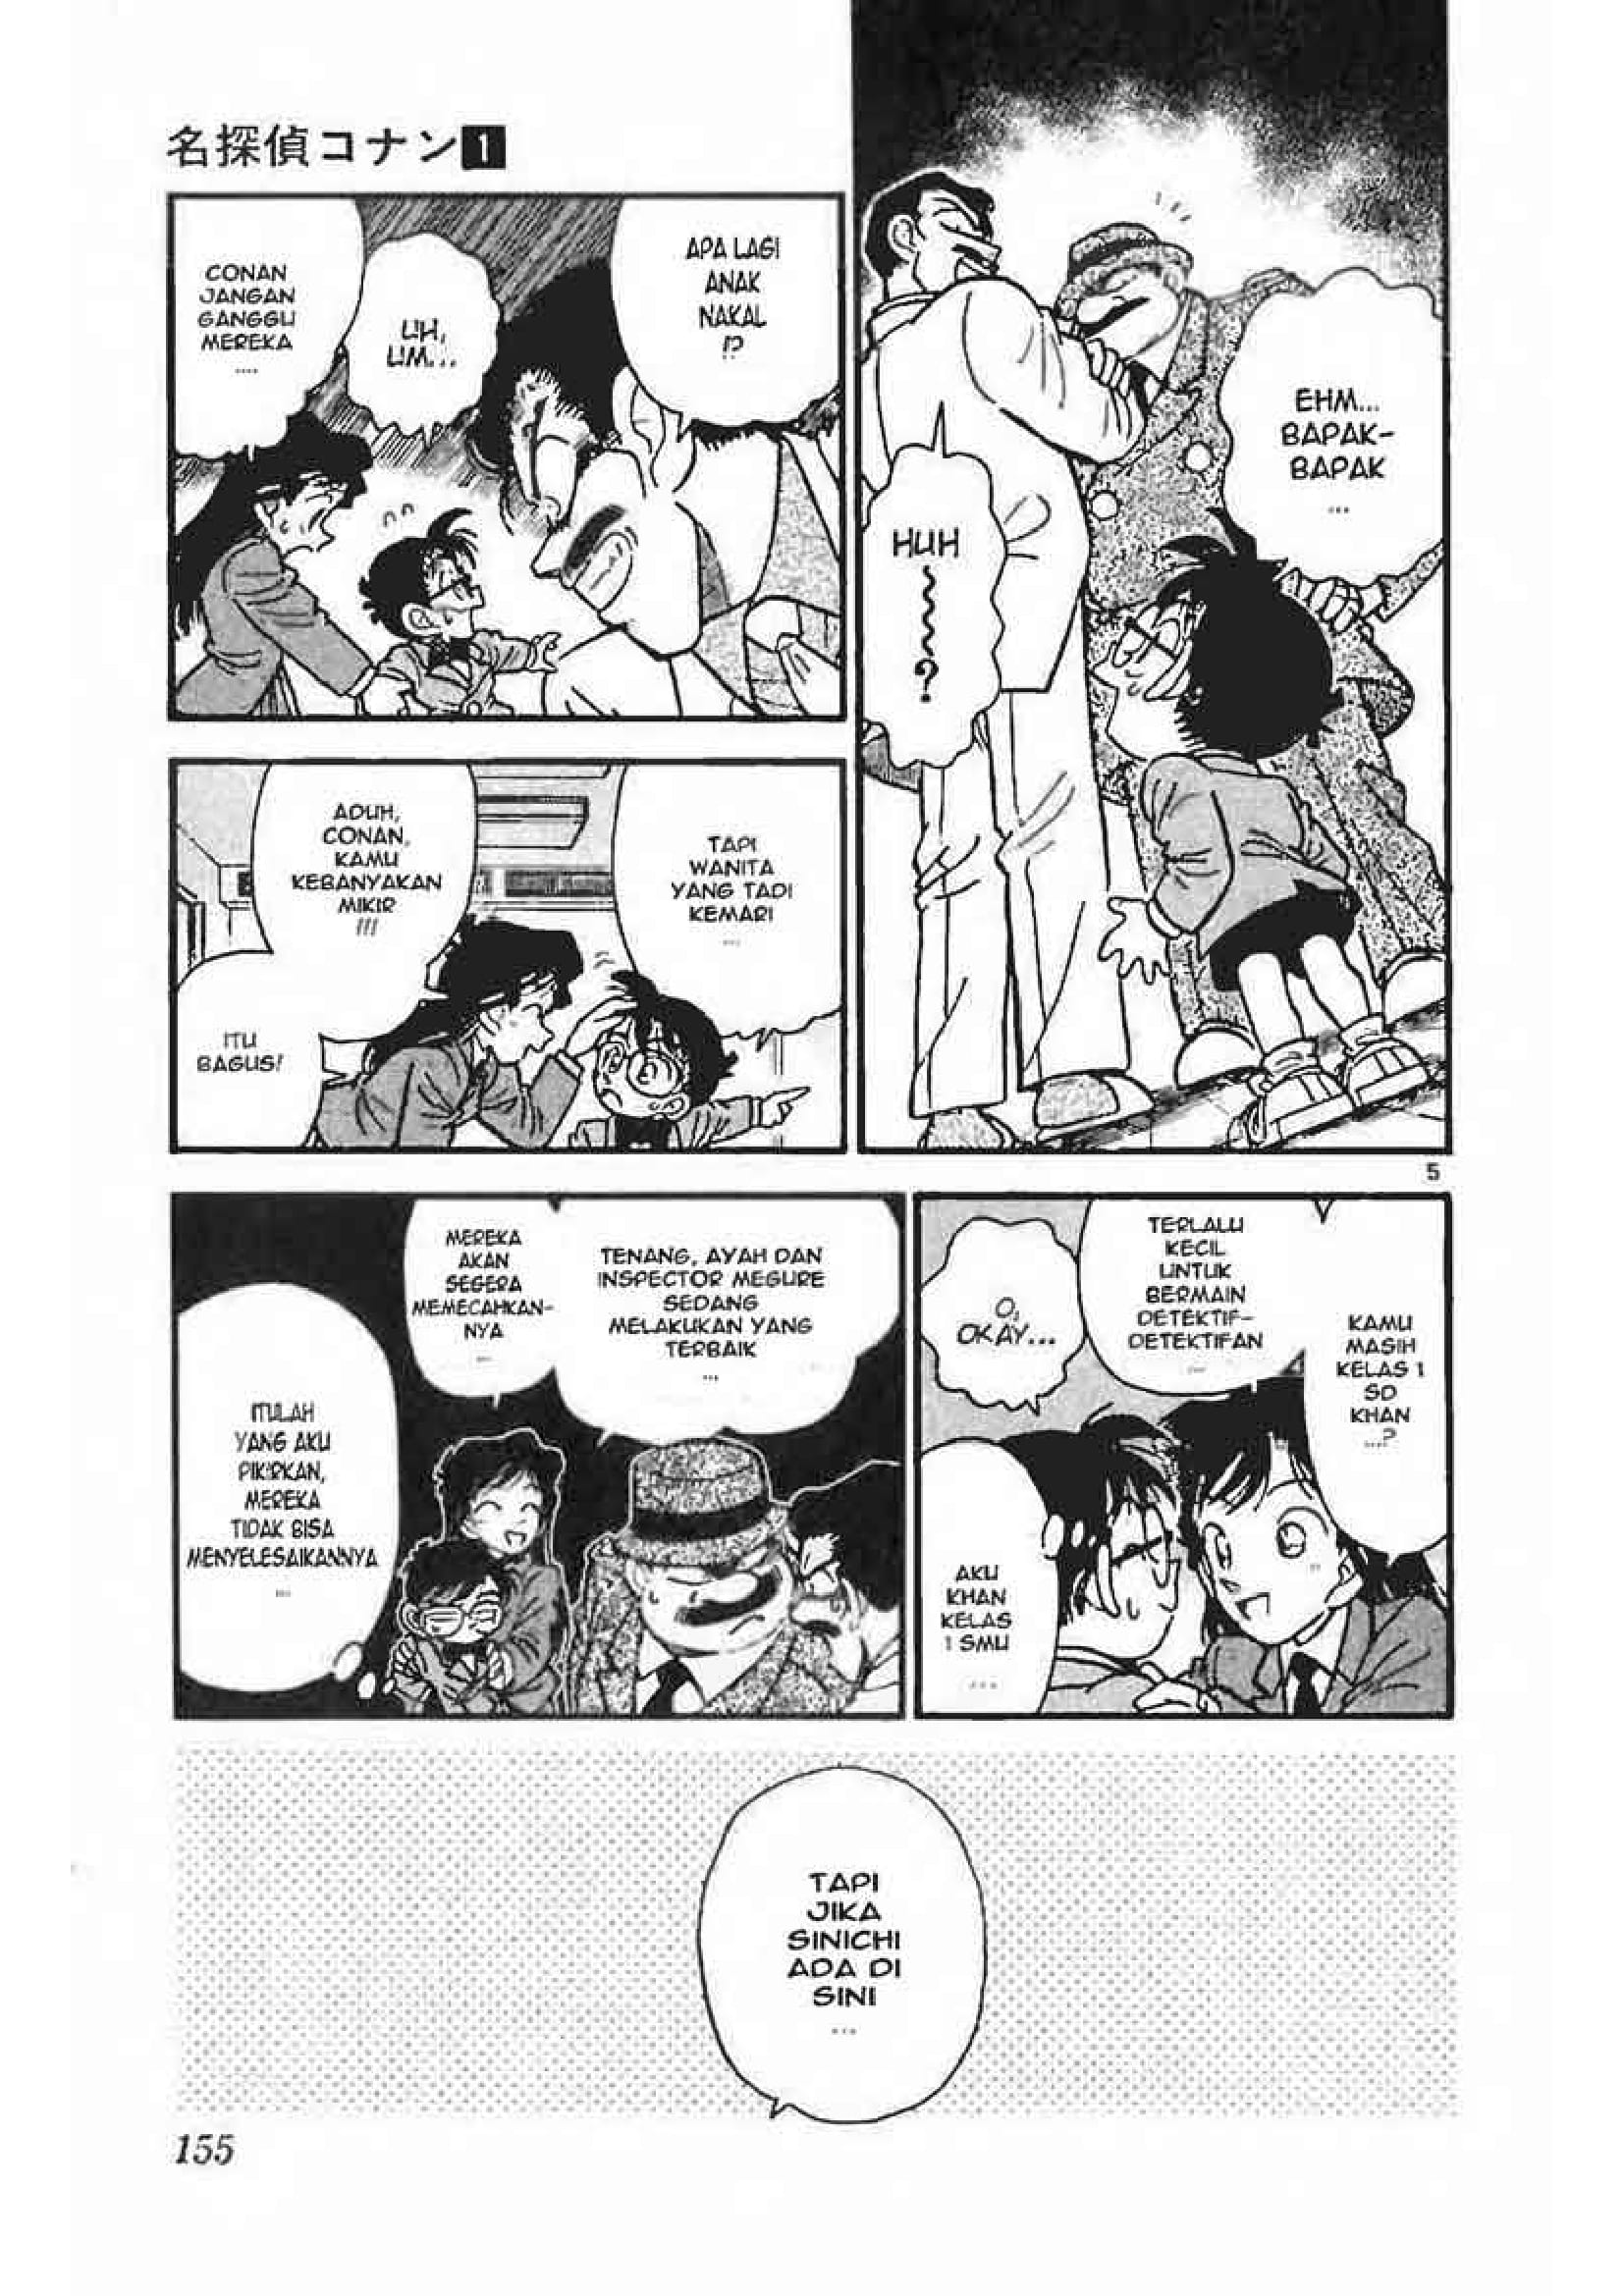 名探偵コナン1
EHM...
BAPAK-
BAPAK
...
HUH
?
APA LAGI
ANAK
NAKAL
!?
UH,
UM...
CONAN
JANGAN
GANGGU
MEREKA
....
TAPI
WANITA
YANG TADI
KEMARI
...
ADUH,
CONAN,
KAMU
KEBANYAKAN
MIKIR
!!!
ITU
BAGUS!
5
KAMU
MASIH
KELAS 1
SD
KHAN
....?
TERLALU
KECIL
UNTUK
BERMAIN
DETEKTIF-
DETEKTIFAN
...
O,
OKAY...
AKU
KHAN
KELAS
1 SMU
...
TENANG, AYAH DAN
INSPECTOR MEGURE
SEDANG
MELAKUKAN YANG
TERBAIK
...
MEREKA
AKAN
SEGERA
MEMECAHKAN-
NYA
...
ITULAH
YANG AKU
PIKIRKAN,
MEREKA
TIDAK BISA
MENYELESAIKANNYA
...
TAPI
JIKA
SINICHI
ADA DI
SINI
...
155